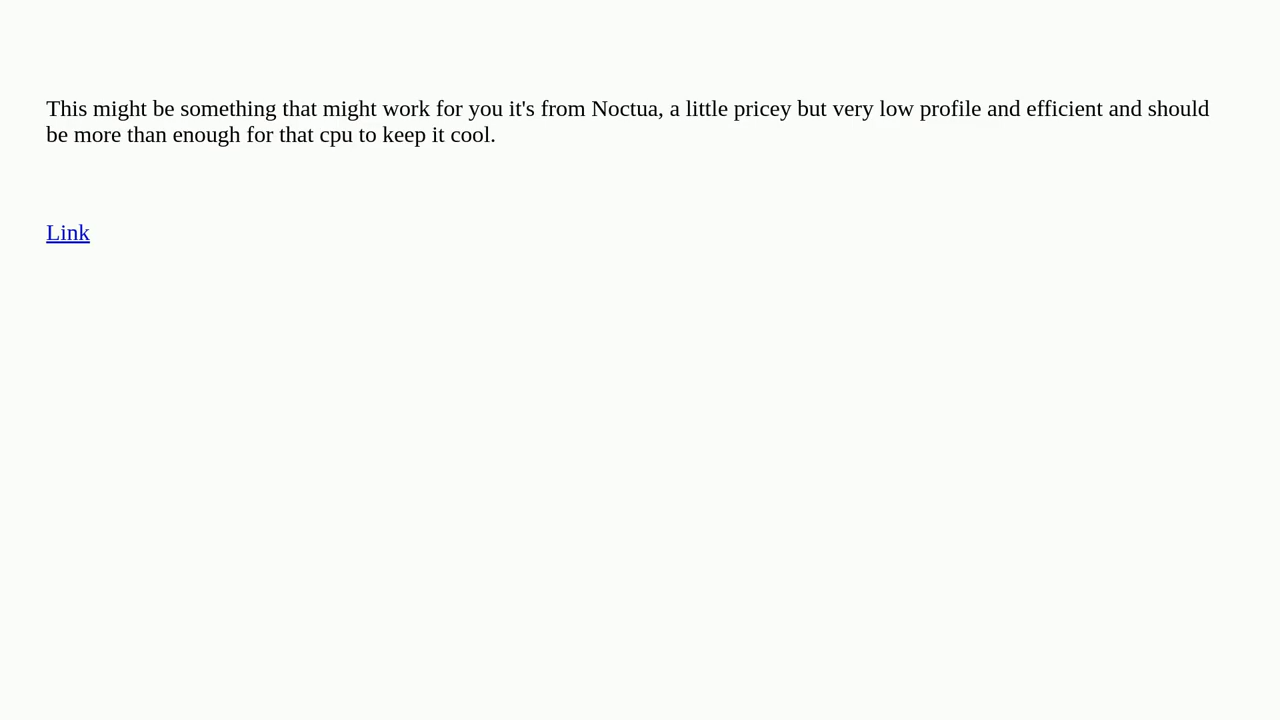 This might be something that might work for you it's from Noctua, a little pricey but very low profile and efficient and should
be more than enough for that cpu to keep it cool.
Link